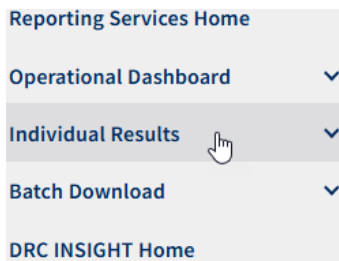 Reporting Services Home
Operational Dashboard
Individual Results
Batch Download
DRC INSIGHT Home